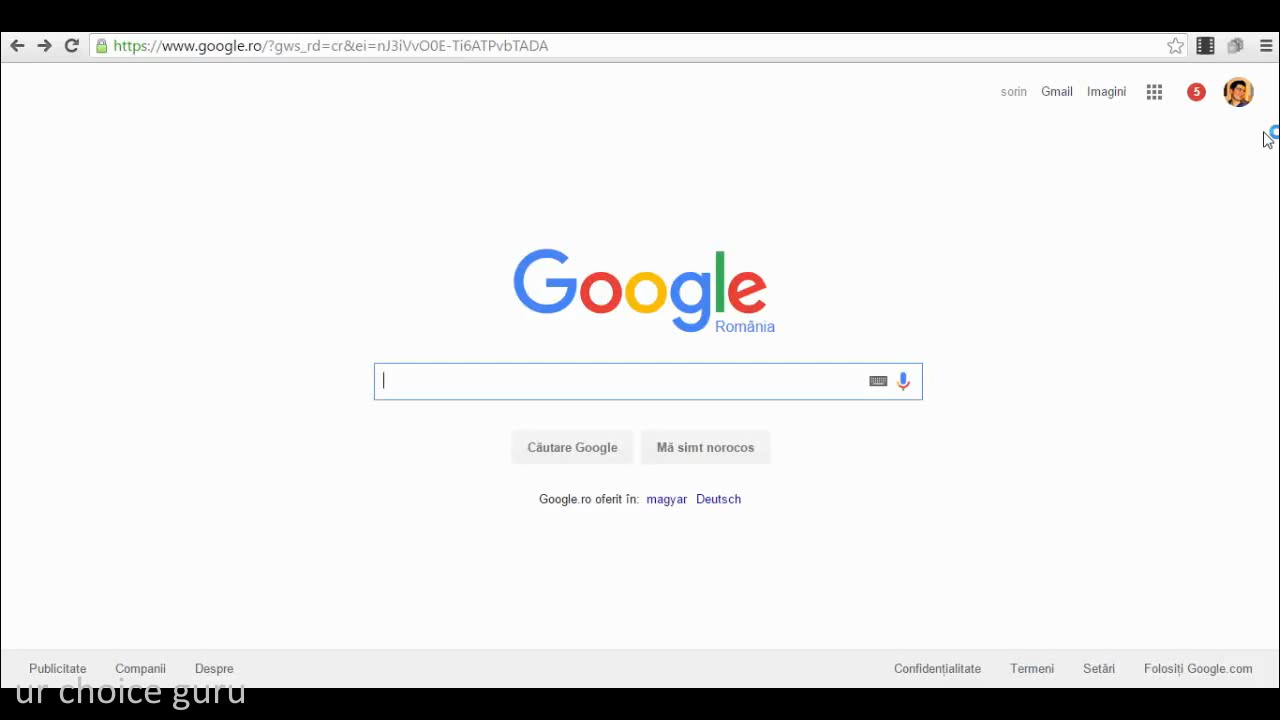 https://www.google.ro/?gws_rd=cr&ei=nJ3iVvO0E-Ti6ATPvbTADA
sorin Gmail Imagini 5
Google
România
Căutare Google Mă simt norocos
Google.ro oferit în: magyar Deutsch
Publicitate Companii Despre Confidențialitate Termeni Setări Folosiți Google.com
ur choice guru